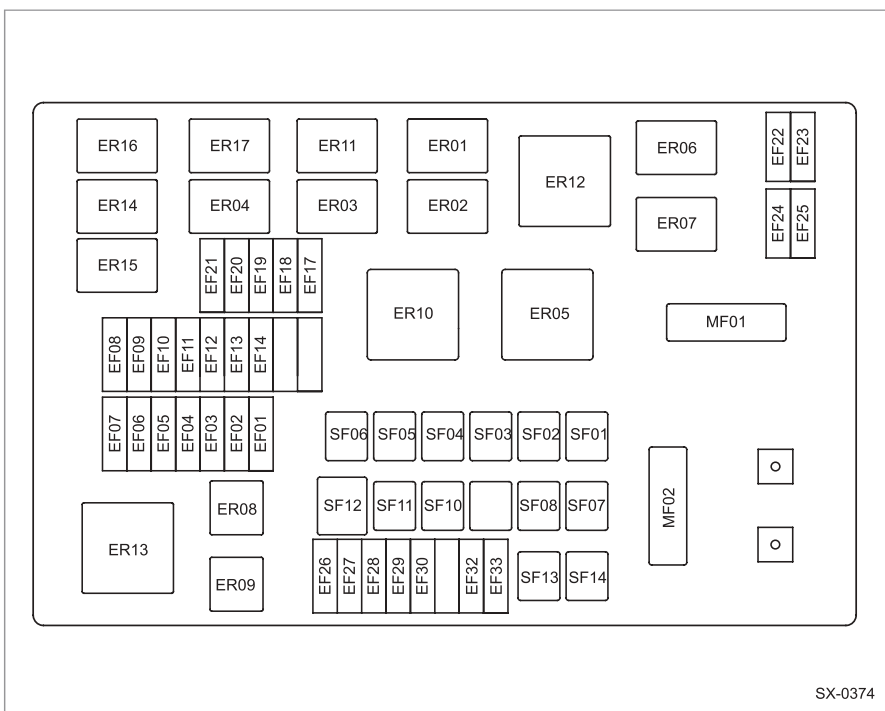 ER16 ER17 ER11 ER01 ER12 ER06 EF22 EF23
ER14 ER04 ER03 ER02 ER07 EF24 EF25
ER15 EF21 EF20 EF19 EF18 EF17
ER10 ER05 MF01
EF08 EF09 EF10 EF11 EF12 EF13 EF14
EF07 EF06 EF05 EF04 EF03 EF02 EF01
SF06 SF05 SF04 SF03 SF02 SF01
ER08 SF12 SF11 SF10 SF08 SF07 MF02
ER13 ER09 EF26 EF27 EF28 EF29 EF30 EF32 EF33 SF13 SF14
SX-0374